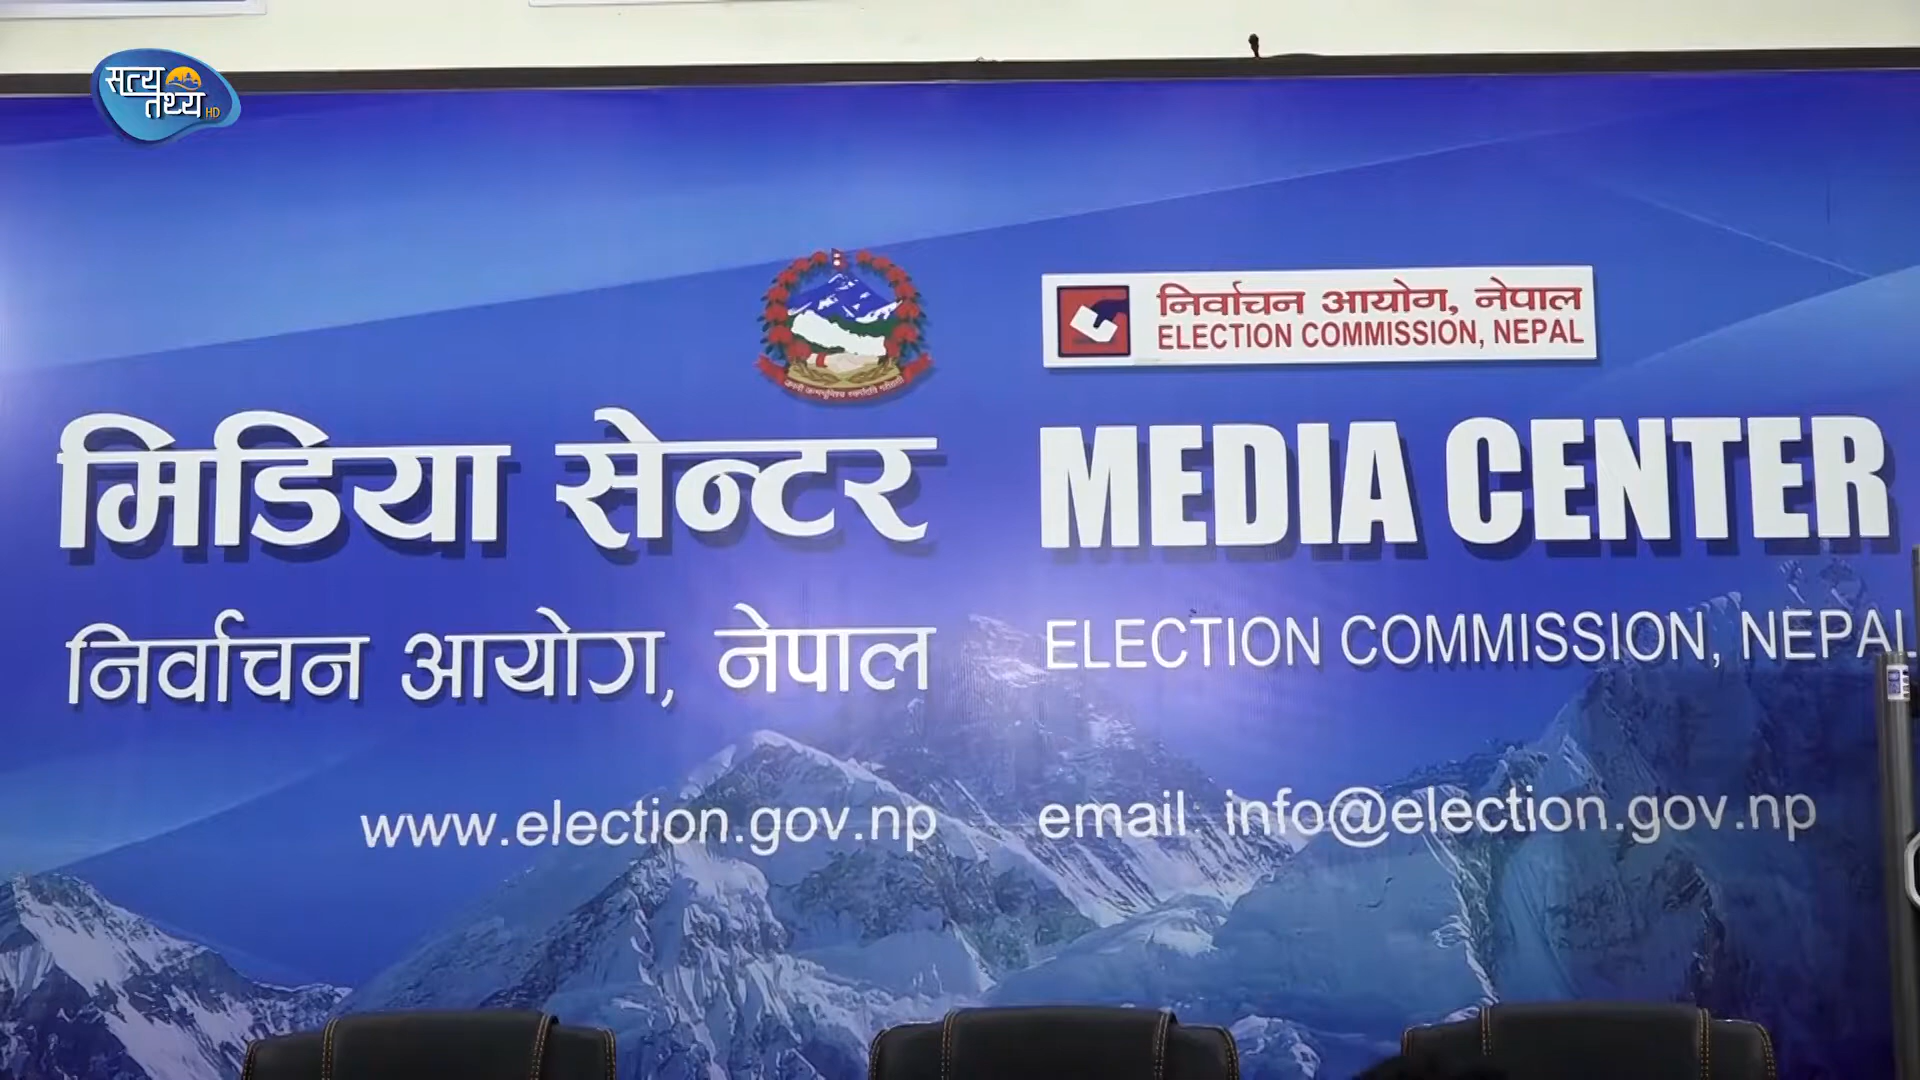 सत्य
तथ्य HD
निर्वाचन आयोग, नेपाल
ELECTION COMMISSION, NEPAL
मिडिया सेन्टर
MEDIA CENTER
निर्वाचन आयोग, नेपाल
ELECTION COMMISSION, NEPAL
www.election.gov.np
email: info@election.gov.np